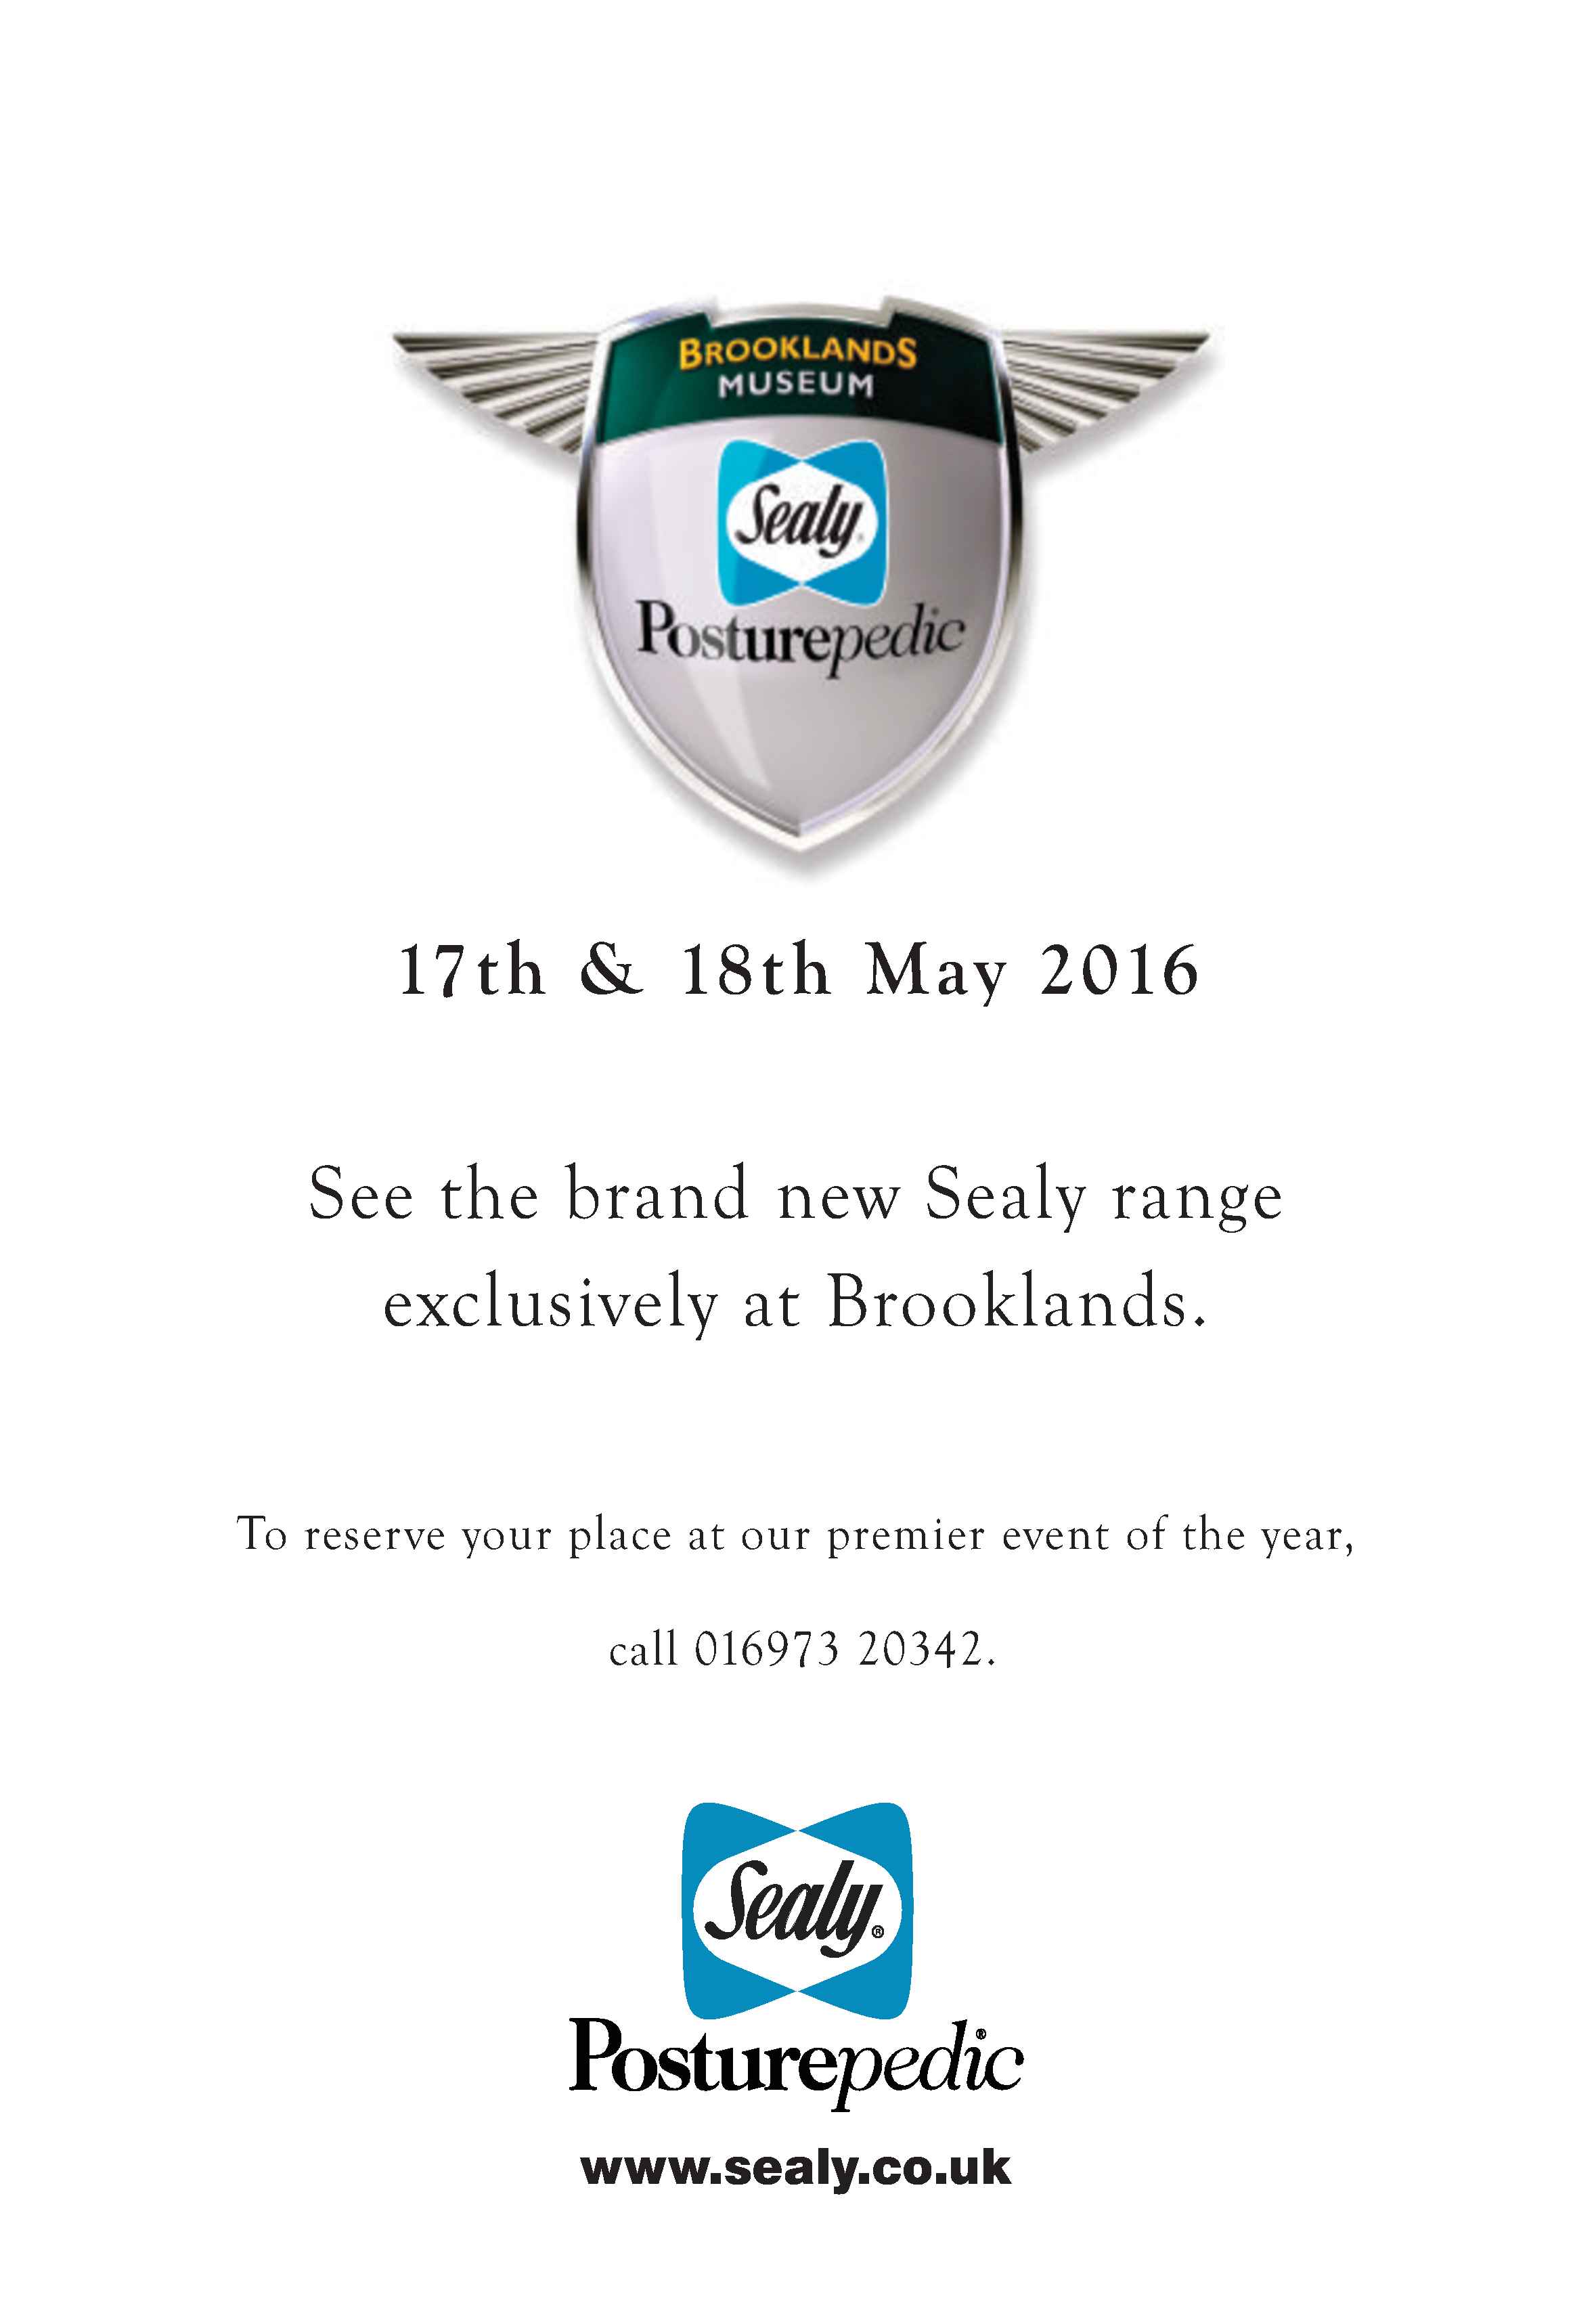 BROOKLANDS
MUSEUM
Sealy®
Posturepedic
17th & 18th May 2016
See the brand new Sealy range
exclusively at Brooklands.
To reserve your place at our premier event of the year,
call 016973 20342.
Sealy®
Posturepedic®
www.sealy.co.uk